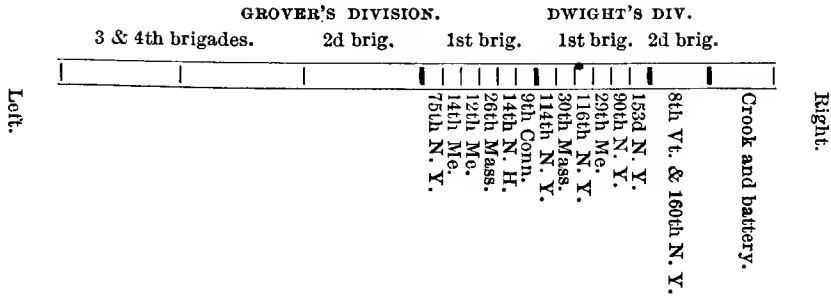 GROVER'S DIVISION. DWIGHT'S DIV.
3 & 4th brigades. 2d brig. 1st brig. 1st brig. 2d brig.
Left.
75th N. Y.
14th Me.
12th Me.
26th Mass.
14th N. H.
9th Conn.
114th N. Y.
30th Mass.
116th N. Y.
29th Me.
90th N. Y.
153d N. Y.
8th Vt. & 160th N. Y.
Crook and battery.
Right.